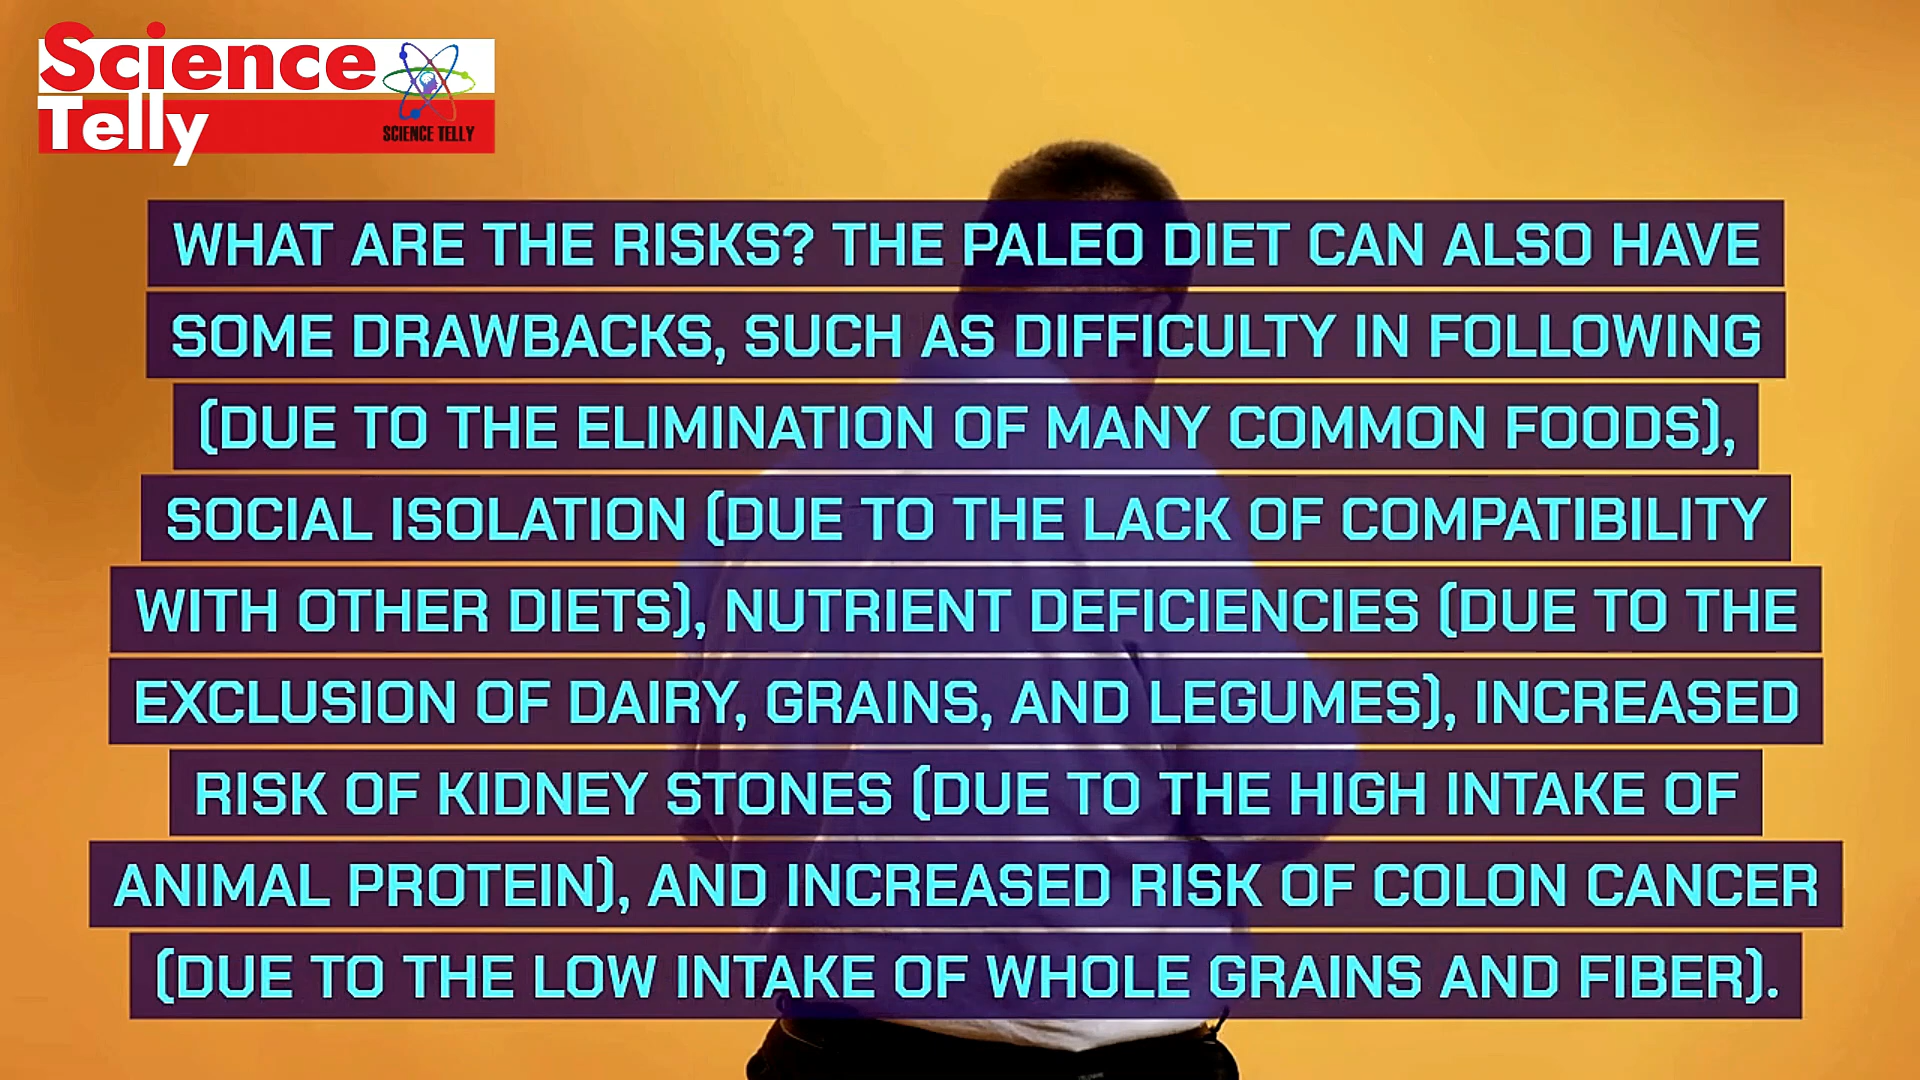 Science
Telly
SCIENCE TELLY
WHAT ARE THE RISKS? THE PALEO DIET CAN ALSO HAVE
SOME DRAWBACKS, SUCH AS DIFFICULTY IN FOLLOWING
(DUE TO THE ELIMINATION OF MANY COMMON FOODS),
SOCIAL ISOLATION (DUE TO THE LACK OF COMPATIBILITY
WITH OTHER DIETS), NUTRIENT DEFICIENCIES (DUE TO THE
EXCLUSION OF DAIRY, GRAINS, AND LEGUMES), INCREASED
RISK OF KIDNEY STONES (DUE TO THE HIGH INTAKE OF
ANIMAL PROTEIN), AND INCREASED RISK OF COLON CANCER
(DUE TO THE LOW INTAKE OF WHOLE GRAINS AND FIBER).